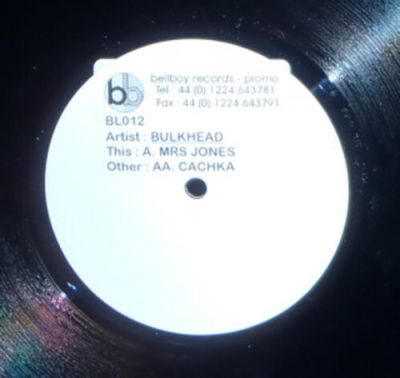 bb
bellboy records - promo
Tel : 44 (0) 1224 643781
Fax : 44 (0) 1224 643791
BL012
Artist : BULKHEAD
This : A. MRS JONES
Other : AA. CACHKA